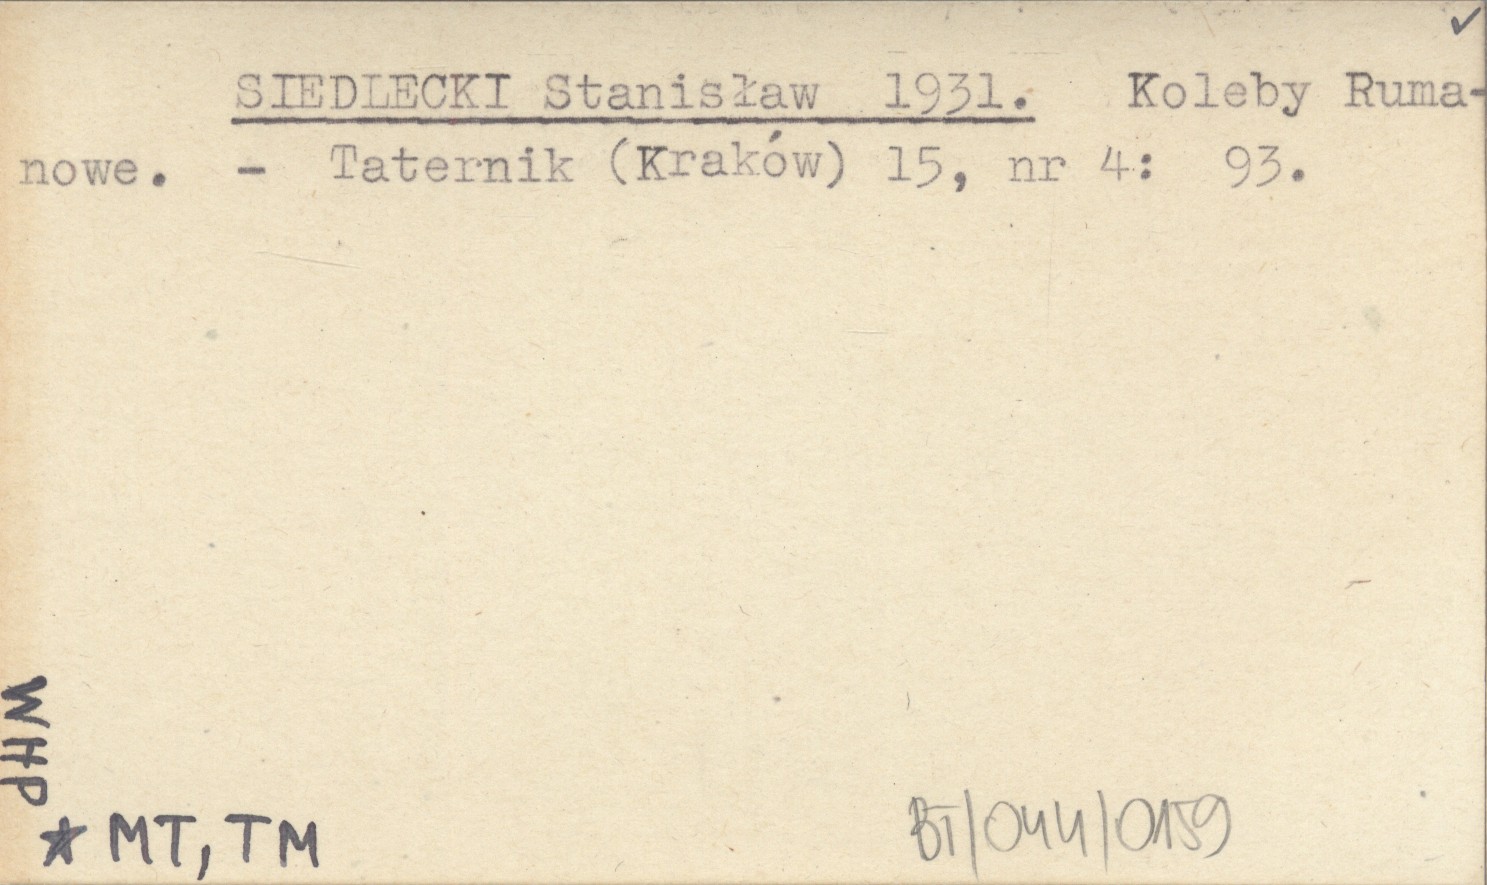 ✓
SIEDLECKI Stanisław 1931. Koleby Ruma-
nowe. - Taternik (Kraków) 15, nr 4: 93.
WHP
* MT, TM
BT/044/0159